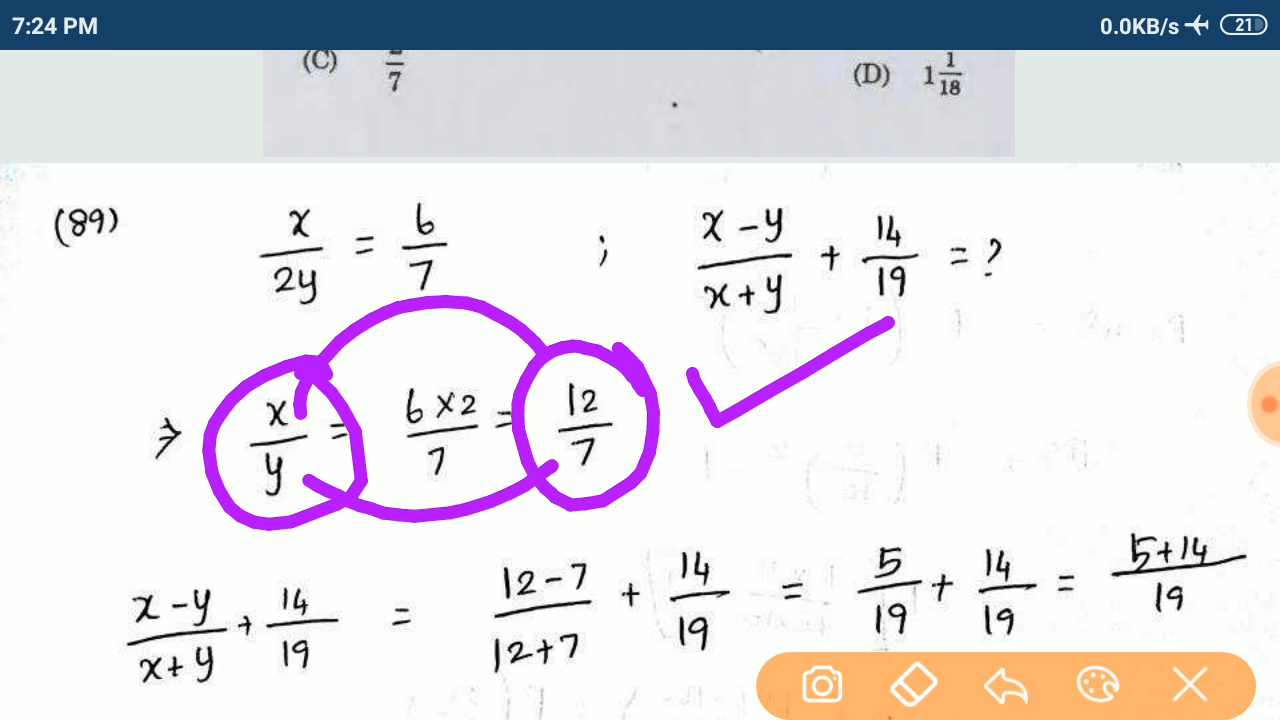 7:24 PM 0.0KB/s 21
(C) 2/7 (D) 1 1/18
(89) x/2y = 6/7 ; x-y/x+y + 14/19 = ?
⇒ x/y = 6×2/7 = 12/7
x-y/x+y + 14/19 = 12-7/12+7 + 14/19 = 5/19 + 14/19 = 5+14/19